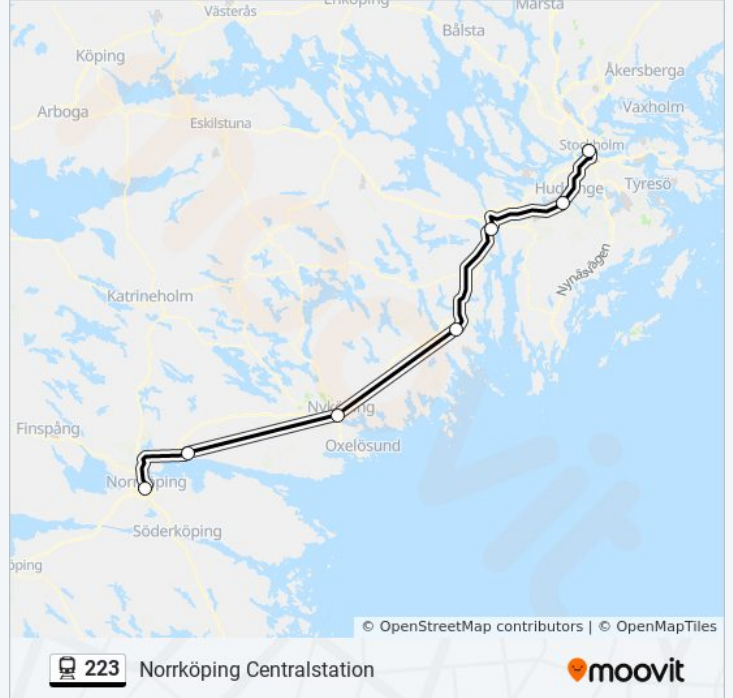 Västerås
Enköping
Märsta
Bålsta
Köping
Åkersberga
Arboga
Vaxholm
Eskilstuna
Stockholm
Huddinge
Tyresö
Nynäsvägen
Katrineholm
Nyköping
Finspång
Oxelösund
Norrköping
Söderköping
öping
© OpenStreetMap contributors | © OpenMapTiles
223 Norrköping Centralstation
moovit